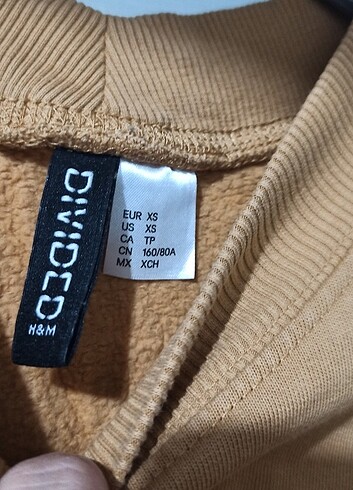 DIVIDED
H&M
EUR XS
US XS
CA TP
CN 160/80A
MX XCH